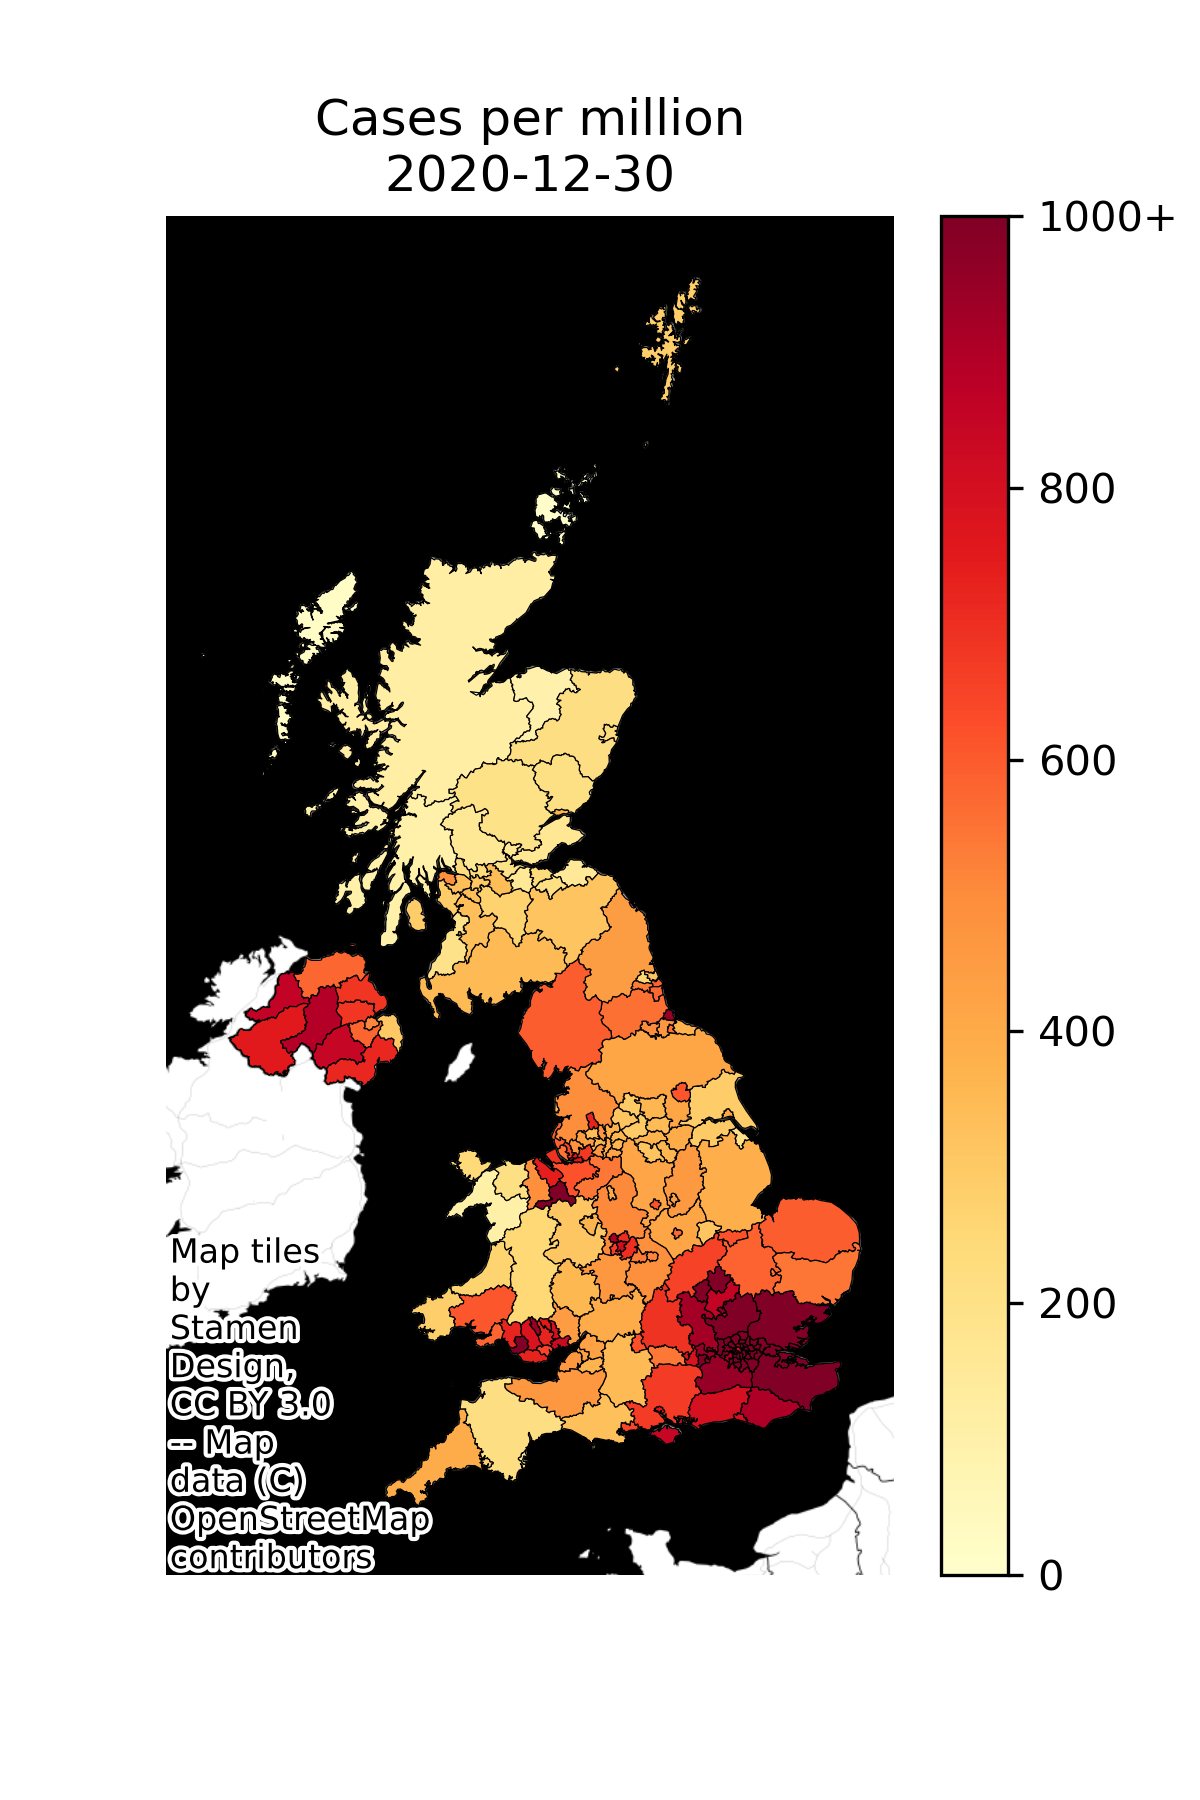 Cases per million
2020-12-30
1000+
800
600
400
200
0
Map tiles
by
Stamen
Design,
CC BY 3.0
-- Map
data (C)
OpenStreetMap
contributors